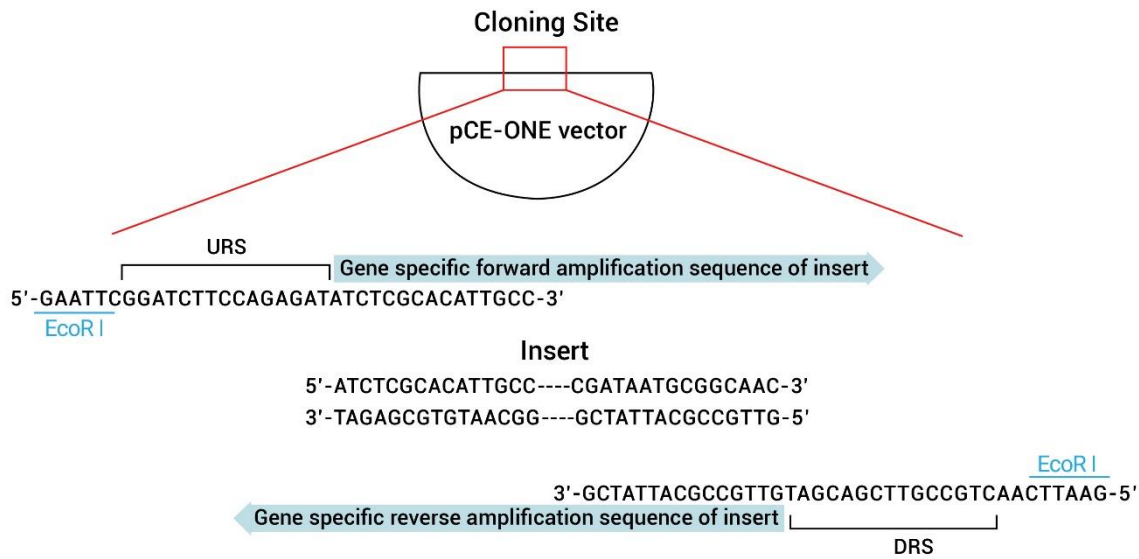 Cloning Site
pCE-ONE vector
URS
Gene specific forward amplification sequence of insert
5'-GAATTCGGATCTTCCAGAGATATCTCGCACATTGCC-3'
EcoR I
Insert
5'-ATCTCGCACATTGCC----CGATAATGCGGCAAC-3'
3'-TAGAGCGTGTAACGG----GCTATTACGCCGTTG-5'
EcoR I
3'-GCTATTACGCCGTTGTAGCAGCTTGCCGTCAACTTAAG-5'
Gene specific reverse amplification sequence of insert
DRS